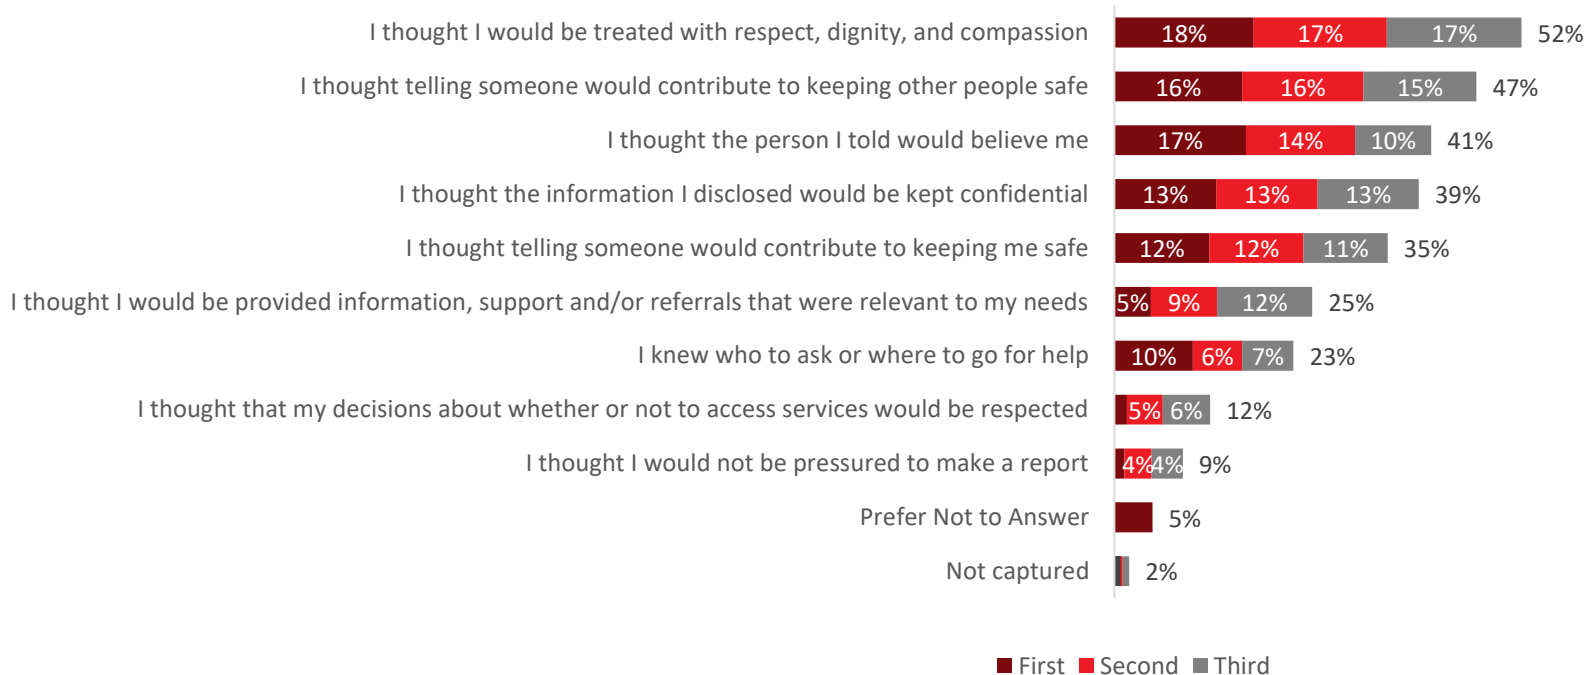 I thought I would be treated with respect, dignity, and compassion 18% 17% 17% 52%
I thought telling someone would contribute to keeping other people safe 16% 16% 15% 47%
I thought the person I told would believe me 17% 14% 10% 41%
I thought the information I disclosed would be kept confidential 13% 13% 13% 39%
I thought telling someone would contribute to keeping me safe 12% 12% 11% 35%
I thought I would be provided information, support and/or referrals that were relevant to my needs 5% 9% 12% 25%
I knew who to ask or where to go for help 10% 6% 7% 23%
I thought that my decisions about whether or not to access services would be respected 5% 6% 12%
I thought I would not be pressured to make a report 4% 4% 9%
Prefer Not to Answer 5%
Not captured 2%
First Second Third